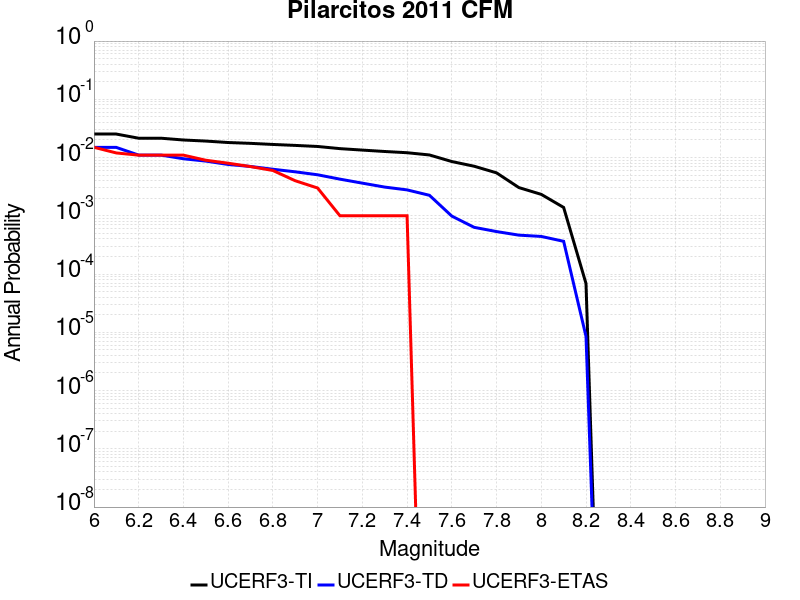 Pilarcitos 2011 CFM
10^0
10^-1
10^-2
10^-3
10^-4
10^-5
10^-6
10^-7
10^-8
Annual Probability
6 6.2 6.4 6.6 6.8 7 7.2 7.4 7.6 7.8 8 8.2 8.4 8.6 8.8 9
Magnitude
UCERF3-TI UCERF3-TD UCERF3-ETAS